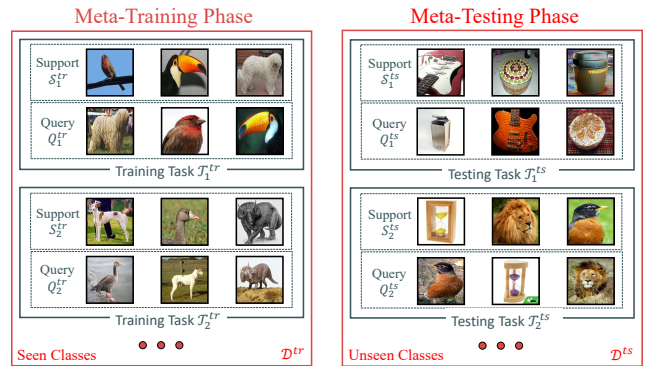 Meta-Training Phase
Support
𝒮₁ᵗʳ
Query
Q₁ᵗʳ
Training Task 𝒯₁ᵗʳ
Support
S₂ᵗʳ
Query
Q₂ᵗʳ
Training Task 𝒯₂ᵗʳ
Seen Classes
𝒟ᵗʳ
Meta-Testing Phase
Support
S₁ᵗˢ
Query
Q₁ᵗˢ
Testing Task 𝒯₁ᵗˢ
Support
S₂ᵗˢ
Query
Q₂ᵗˢ
Testing Task 𝒯₂ᵗˢ
Unseen Classes
𝒟ᵗˢ